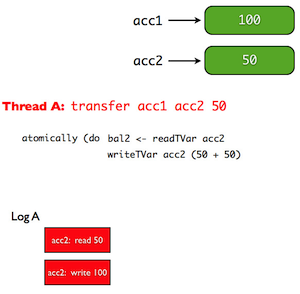 acc1 100
acc2 50
Thread A: transfer acc1 acc2 50
atomically (do bal2 <- readTVar acc2
writeTVar acc2 (50 + 50)
Log A
acc2: read 50
acc2: write 100